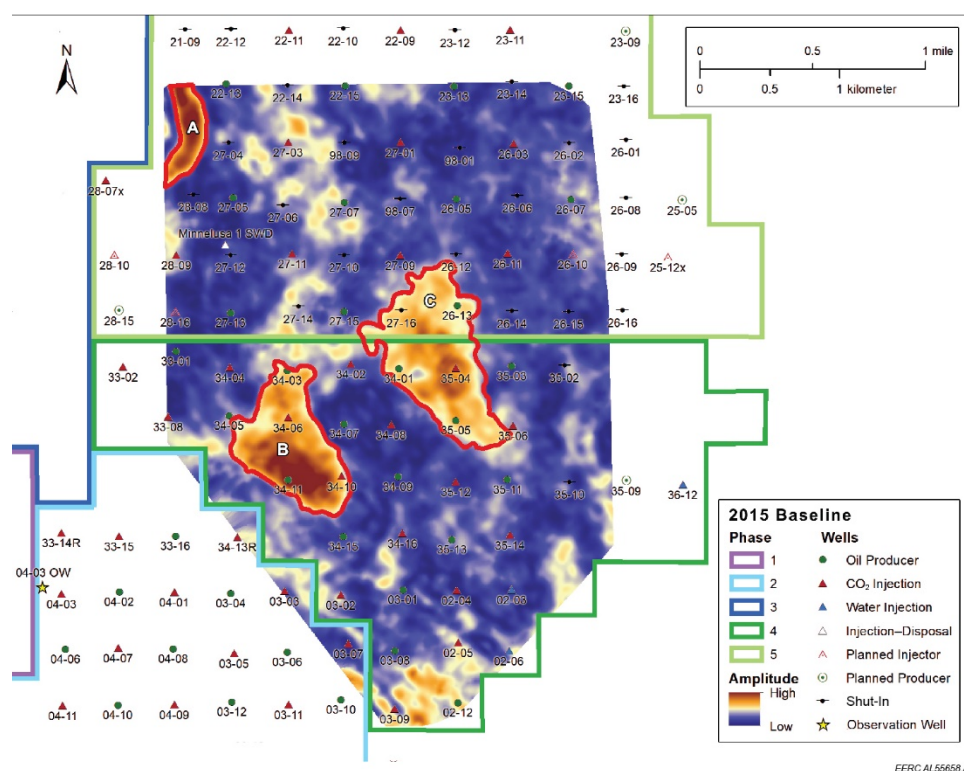 21-09 22-12 22-11 22-10 22-09 23-12 23-11 23-09
0 0.5 1 mile
0 0.5 1 kilometer
N
22-13 22-14 22-15 23-13 23-14 23-15 23-16
A
27-04 27-03 98-09 27-01 98-01 26-03 26-02 26-01
28-07x
28-08 27-05 27-06 27-07 98-07 26-05 26-06 26-07 26-08 25-05
Minnelusa 1 SWD
28-10 28-09 27-12 27-11 27-10 27-09 26-12 26-11 26-10 26-09 25-12x
C
28-15 28-16 27-13 27-14 27-15 27-16 26-13 26-14 26-15 26-16
33-01
33-02 34-04 34-03 34-02 34-01 35-04 35-03
33-08 34-05 34-06 34-07 34-08 35-05 35-06
B
34-11 34-10 34-09 35-12 35-11 35-10 35-09 36-12
33-14R 33-15 33-16 34-13R 34-15 34-16 35-13 35-14
04-03 OW
04-03 04-02 04-01 03-04 03-03 03-02 03-01 02-04 02-03
04-06 04-07 04-08 03-05 03-06 03-07 03-08 02-05 02-06
04-11 04-10 04-09 03-12 03-11 03-10 03-09 02-12
2015 Baseline
Phase Wells
1 Oil Producer
2 CO₂ Injection
3 Water Injection
4 Injection–Disposal
5 Planned Injector
Amplitude Planned Producer
High Shut-In
Low Observation Well
EERC AL55658